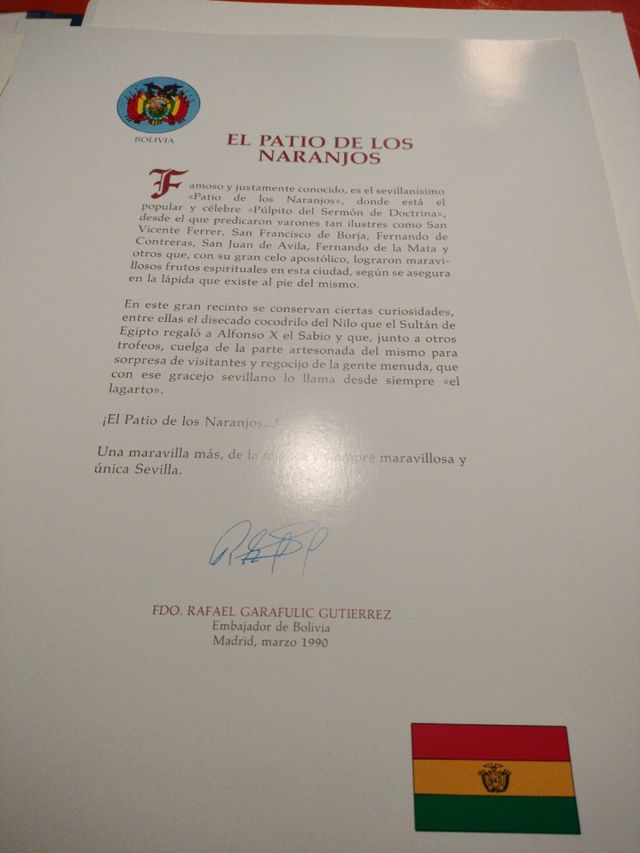 BOLIVIA
EL PATIO DE LOS
NARANJOS
Famoso y justamente conocido, es el sevillanísimo
«Patio de los Naranjos», donde está el
popular y célebre «Púlpito del Sermón de Doctrina»,
desde el que predicaron varones tan ilustres como San
Vicente Ferrer, San Francisco de Borja, Fernando de
Contreras, San Juan de Avila, Fernando de la Mata y
otros que, con su gran celo apostólico, lograron maravi-
llosos frutos espirituales en esta ciudad, según se asegura
en la lápida que existe al pie del mismo.
En este gran recinto se conservan ciertas curiosidades,
entre ellas el disecado cocodrilo del Nilo que el Sultán de
Egipto regaló a Alfonso X el Sabio y que, junto a otros
trofeos, cuelga de la parte artesonada del mismo para
sorpresa de visitantes y regocijo de la gente menuda, que
con ese gracejo sevillano lo llama desde siempre «el
lagarto».
¡El Patio de los Naranjos...!
Una maravilla más, de la siempre maravillosa y
única Sevilla.
FDO. RAFAEL GARAFULIC GUTIERREZ
Embajador de Bolivia
Madrid, marzo 1990